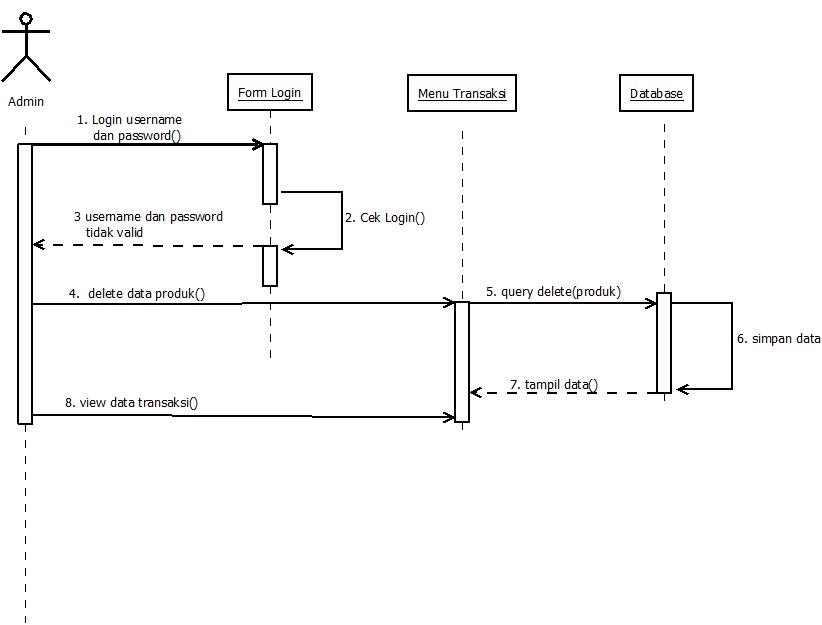 Admin
Form Login
Menu Transaksi
Database
1. Login username
dan password()
2. Cek Login()
3 username dan password
tidak valid
4. delete data produk()
5. query delete(produk)
6. simpan data
7. tampil data()
8. view data transaksi()